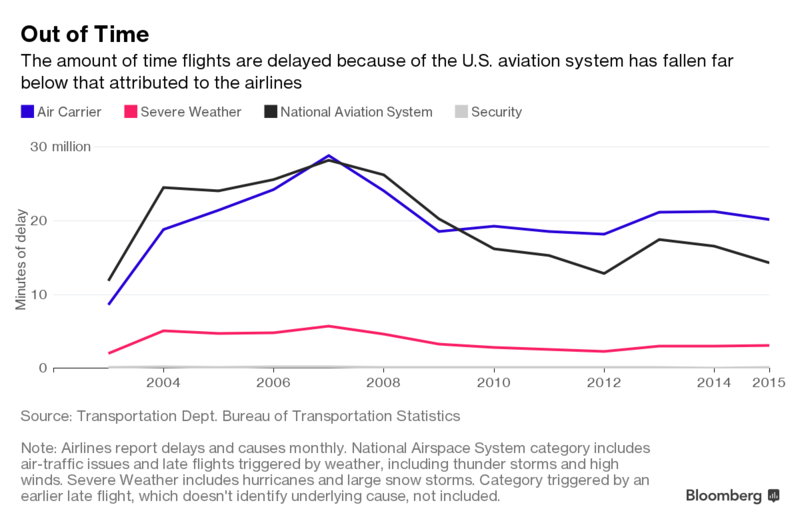 Out of Time
The amount of time flights are delayed because of the U.S. aviation system has fallen far
below that attributed to the airlines
Air Carrier Severe Weather National Aviation System Security
30 million
20
10
0
Minutes of delay
2004 2006 2008 2010 2012 2014 2015
Source: Transportation Dept. Bureau of Transportation Statistics
Note: Airlines report delays and causes monthly. National Airspace System category includes
air-traffic issues and late flights triggered by weather, including thunder storms and high
winds. Severe Weather includes hurricanes and large snow storms. Category triggered by an
earlier late flight, which doesn't identify underlying cause, not included.
Bloomberg